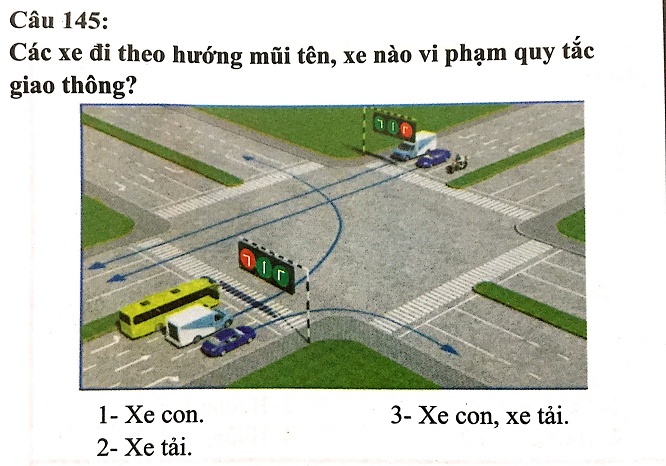 Câu 145:
Các xe đi theo hướng mũi tên, xe nào vi phạm quy tắc
giao thông?
1- Xe con.
3- Xe con, xe tải.
2- Xe tải.